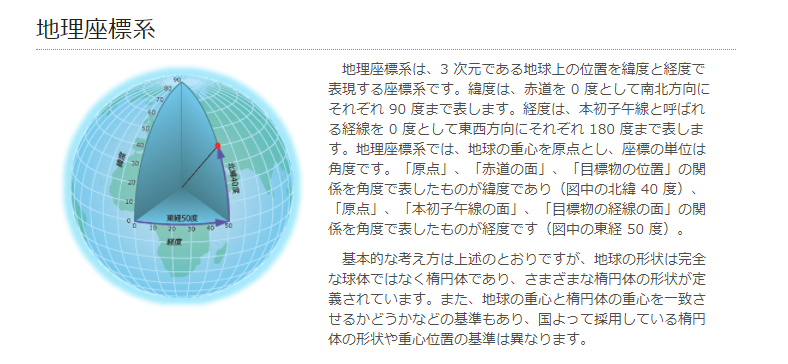 地理座標系
地理座標系は、3 次元である地球上の位置を緯度と経度で
表現する座標系です。緯度は、赤道を 0 度として南北方向に
それぞれ 90 度まで表します。経度は、本初子午線と呼ばれ
る経線を 0 度として東西方向にそれぞれ 180 度まで表しま
す。地理座標系では、地球の重心を原点とし、座標の単位は
角度です。「原点」、「赤道の面」、「目標物の位置」の関
係を角度で表したものが緯度であり（図中の北緯 40 度）、
「原点」、「本初子午線の面」、「目標物の経線の面」の関
係を角度で表したものが経度です（図中の東経 50 度）。
基本的な考え方は上述のとおりですが、地球の形状は完全
な球体ではなく楕円体であり、さまざまな楕円体の形状が定
義されています。また、地球の重心と楕円体の重心を一致さ
せるかどうかなどの基準もあり、国よって採用している楕円
体の形状や重心位置の基準は異なります。
90
80
70
60
50
40
30
20
10
0
緯度
北緯40度
東経50度
0 10 20 30 40 50
経度